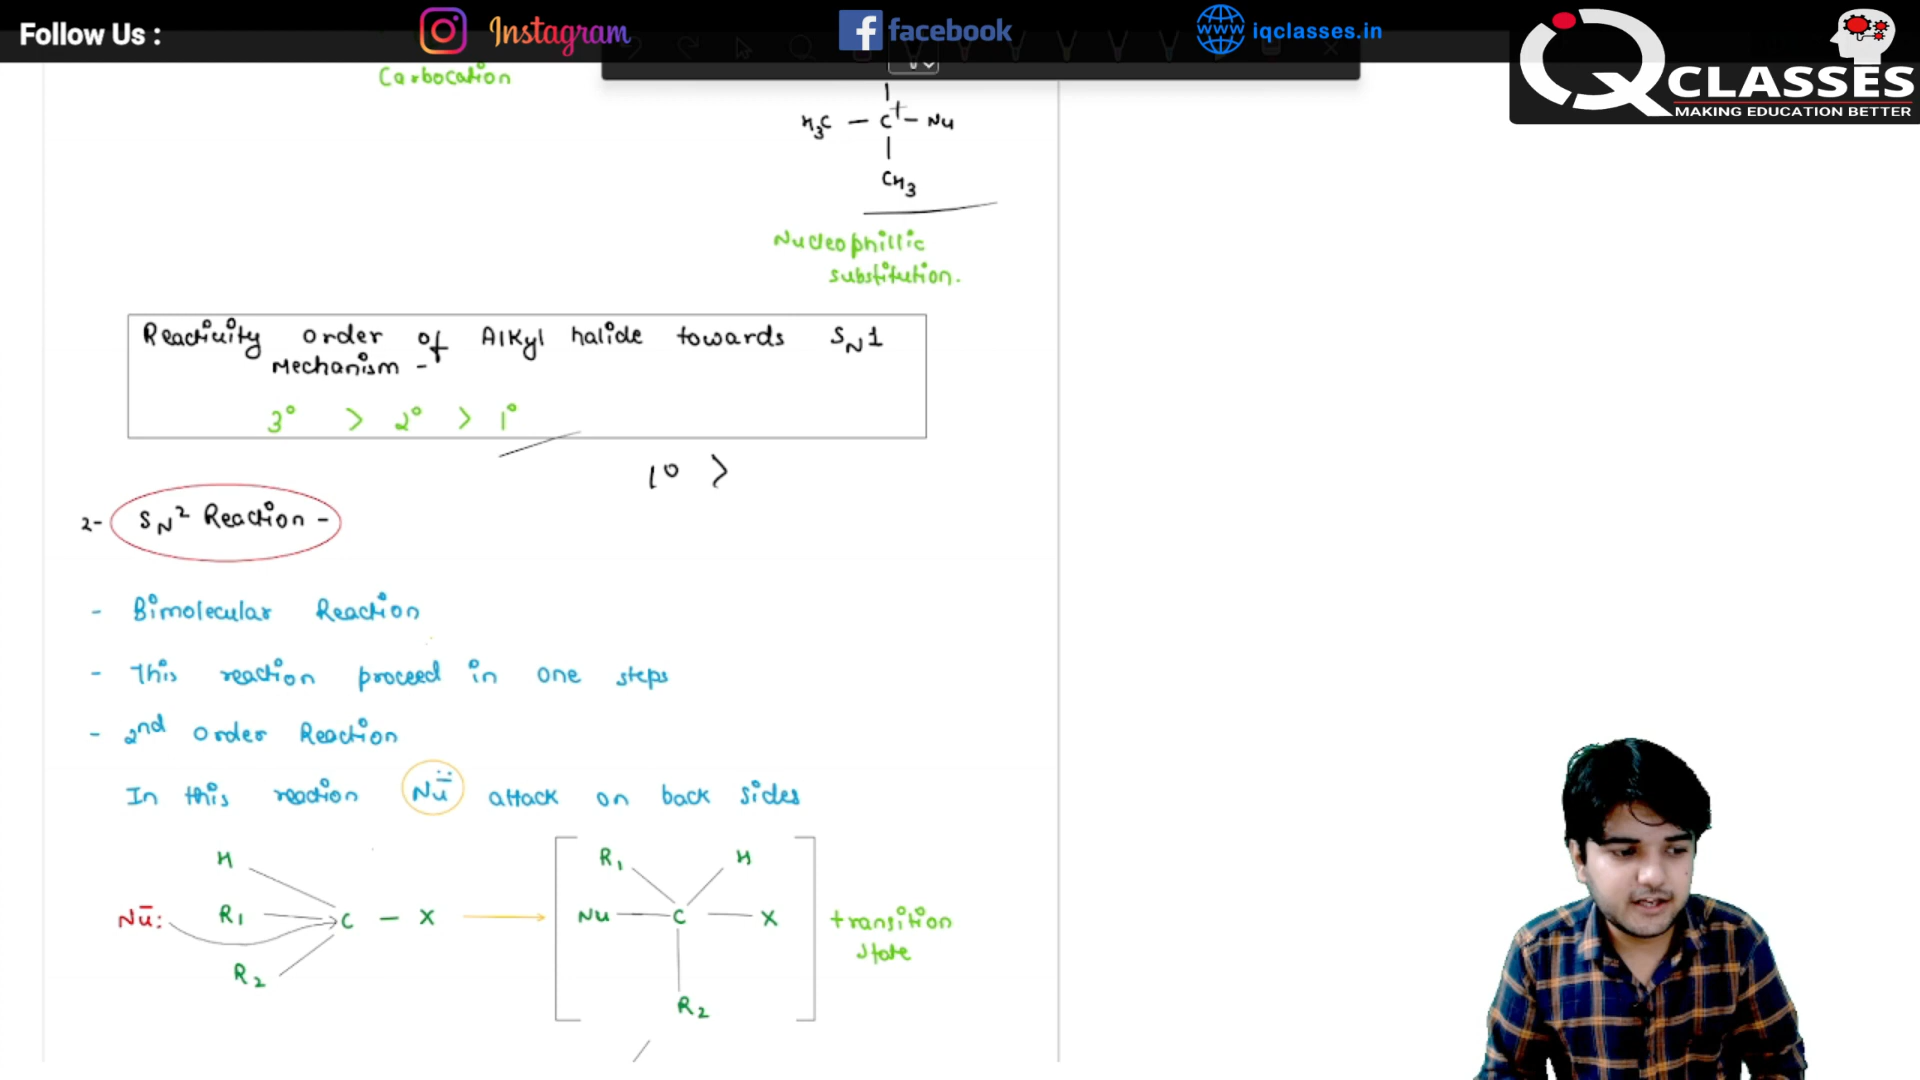 Follow Us :
Instagram
facebook
iqclasses.in
IQ CLASSES
MAKING EDUCATION BETTER
Carbocation
H3C – C+ – Nu
CH3
Nucleophillic
substitution.
Reactivity order of Alkyl halide towards SN1
Mechanism –
3° > 2° > 1°
1° >
2- SN2 Reaction –
- Bimolecular Reaction
- This reaction proceed in one steps
- 2nd order Reaction
In this reaction Nu⁻: attack on back sides
H
Nu⁻: R1 C – X
R2
R1 H
Nu C X
R2
transition
state